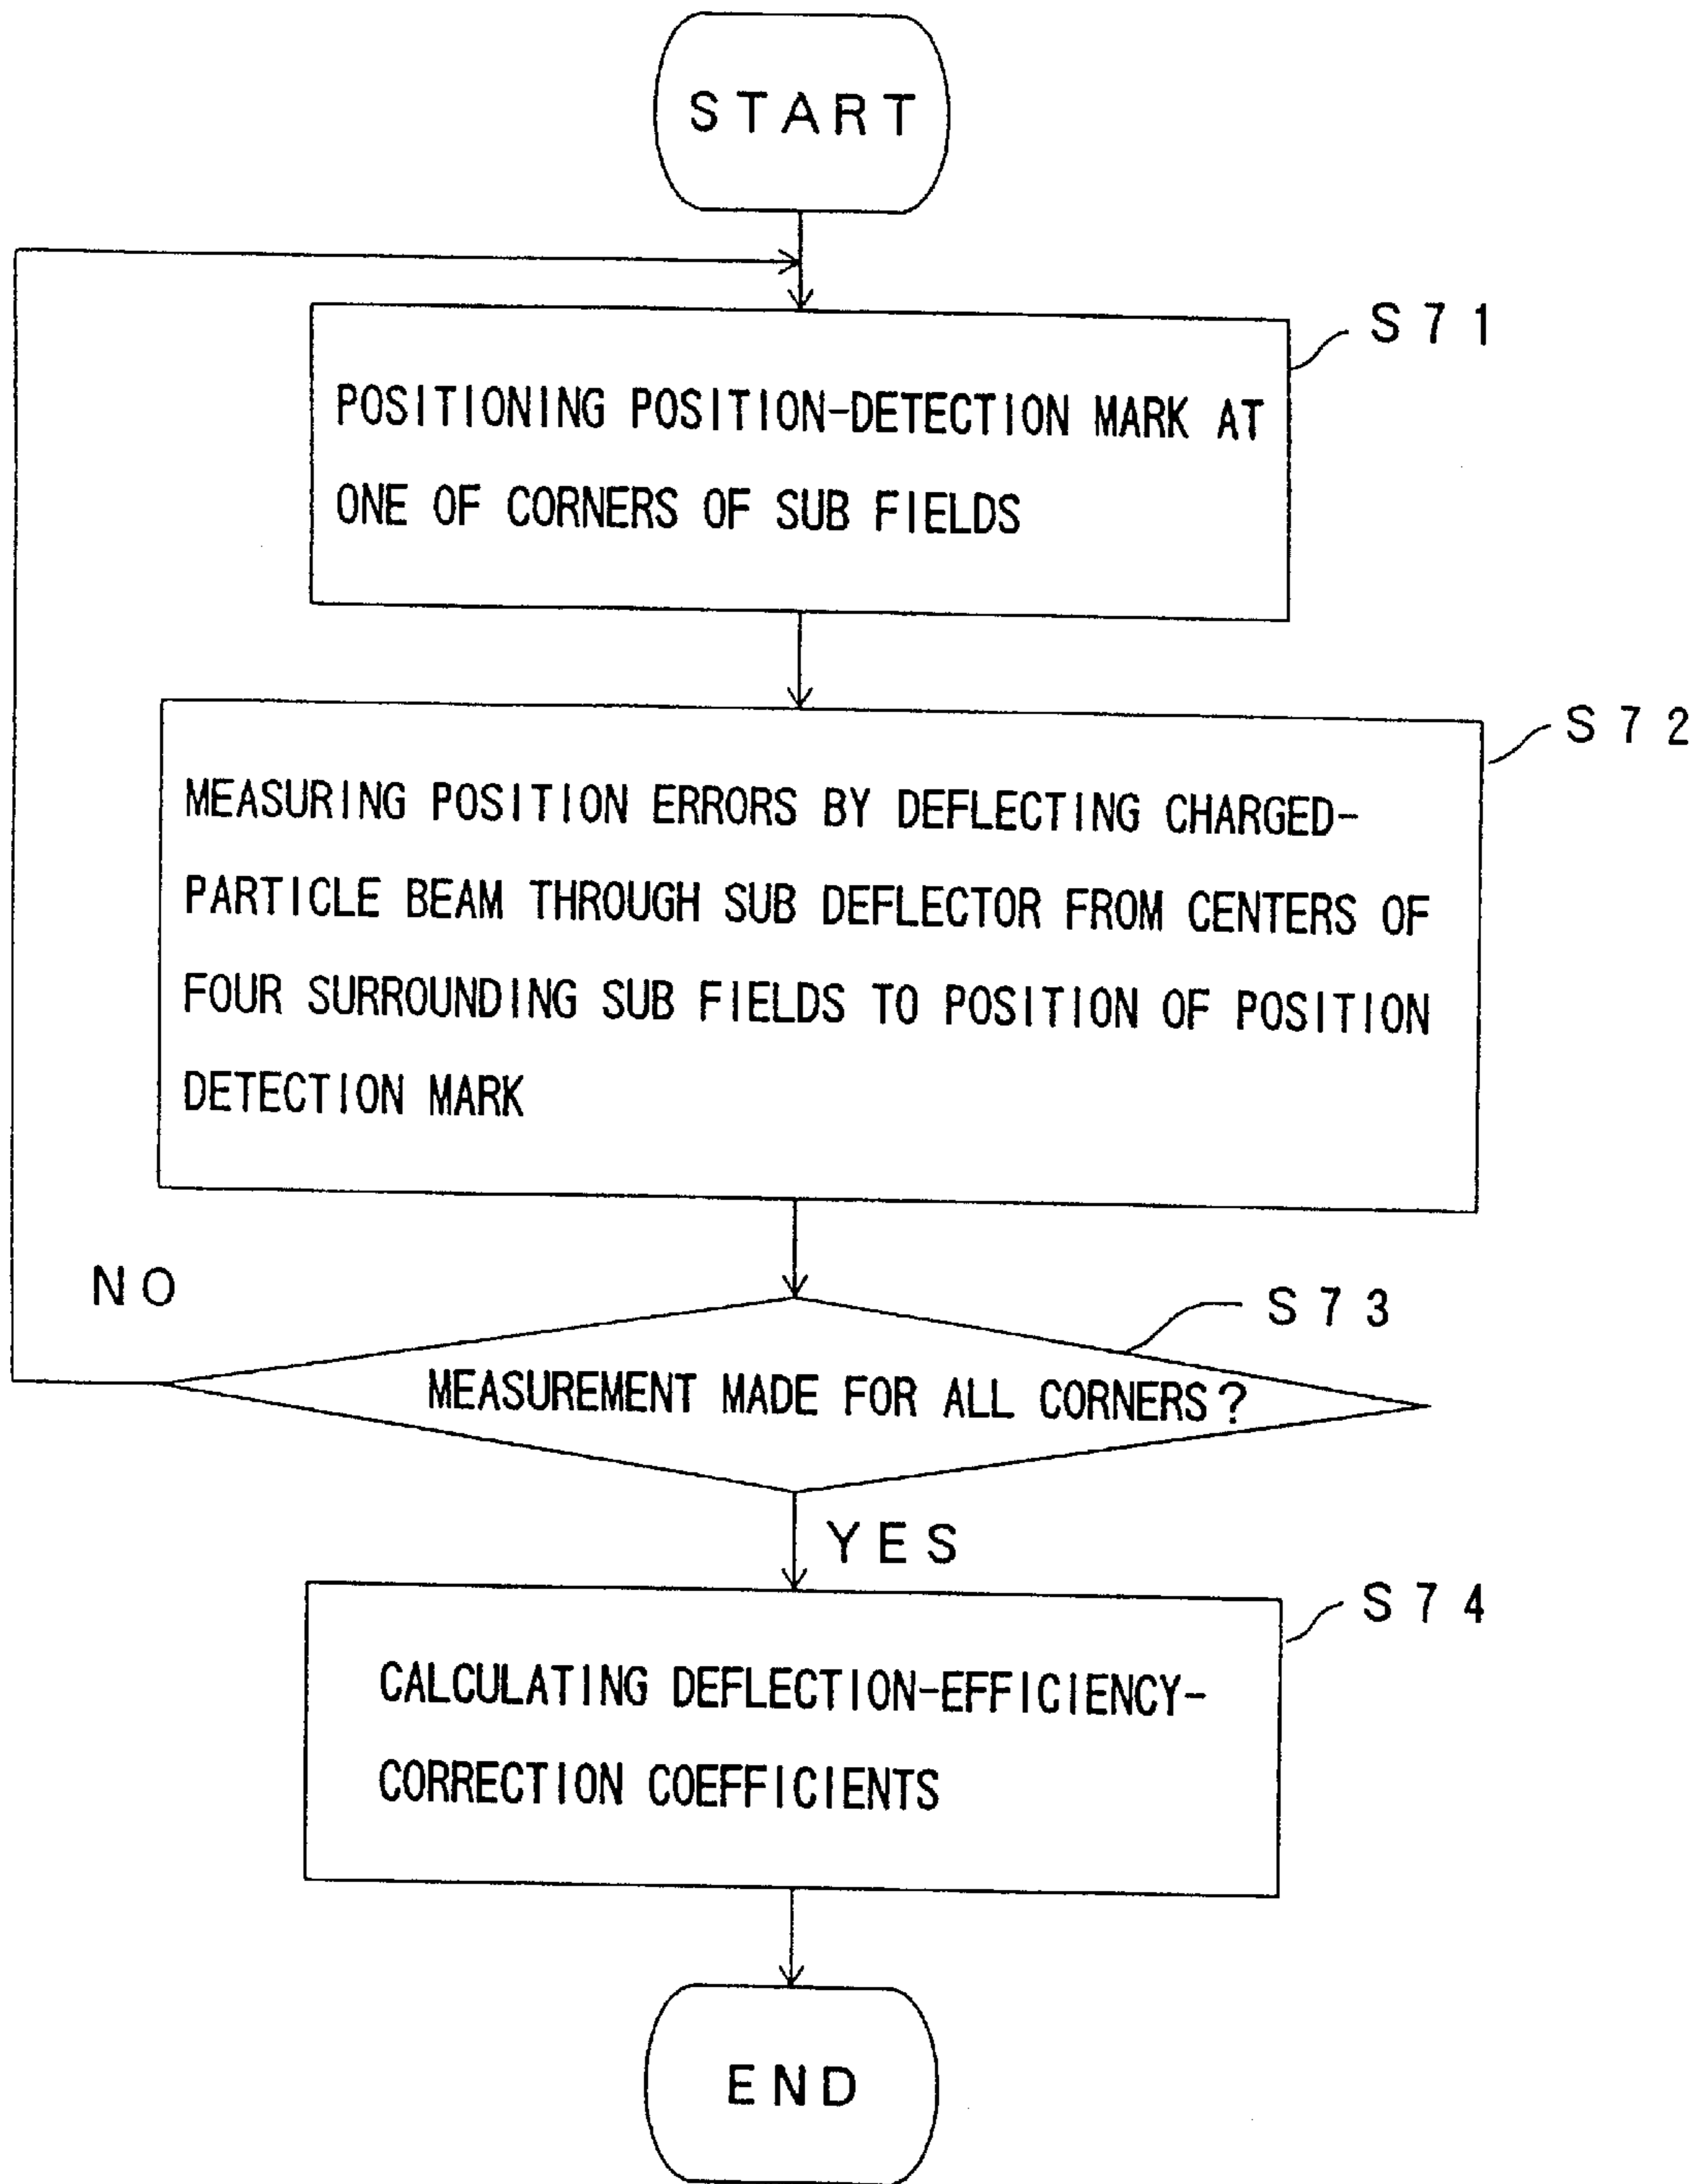 START
S71
POSITIONING POSITION-DETECTION MARK AT
ONE OF CORNERS OF SUB FIELDS
S72
MEASURING POSITION ERRORS BY DEFLECTING CHARGED-
PARTICLE BEAM THROUGH SUB DEFLECTOR FROM CENTERS OF
FOUR SURROUNDING SUB FIELDS TO POSITION OF POSITION
DETECTION MARK
NO
S73
MEASUREMENT MADE FOR ALL CORNERS?
YES
S74
CALCULATING DEFLECTION-EFFICIENCY-
CORRECTION COEFFICIENTS
END